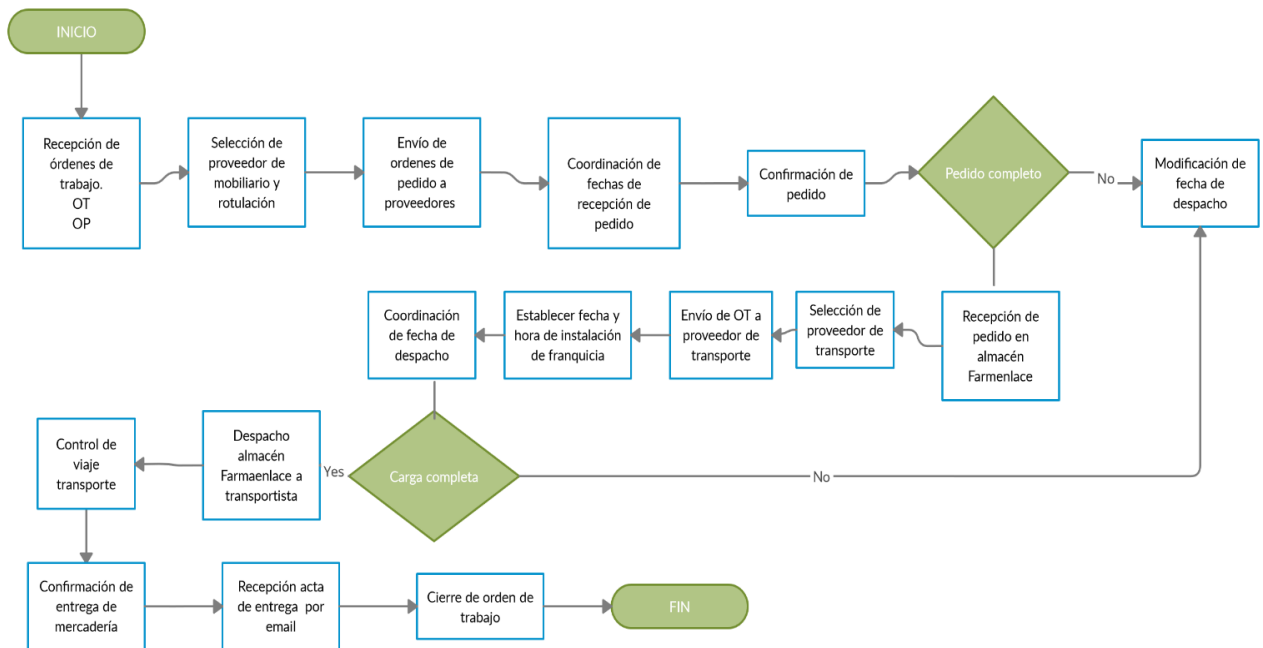 INICIO
Recepción de
órdenes de
trabajo.
OT
OP
Selección de
proveedor de
mobiliario y
rotulación
Envío de
ordenes de
pedido a
proveedores
Coordinación de
fechas de
recepción de
pedido
Confirmación de
pedido
Pedido completo
No
Modificación de
fecha de
despacho
Recepción de
pedido en
almacén
Farmenlace
Selección de
proveedor de
transporte
Envío de OT a
proveedor de
transporte
Establecer fecha y
hora de instalación
de franquicia
Coordinación
de fecha de
despacho
Carga completa
No
Yes
Despacho
almacén
Farmaenlace a
transportista
Control de
viaje
transporte
Confirmación de
entrega de
mercadería
Recepción acta
de entrega por
email
Cierre de orden de
trabajo
FIN